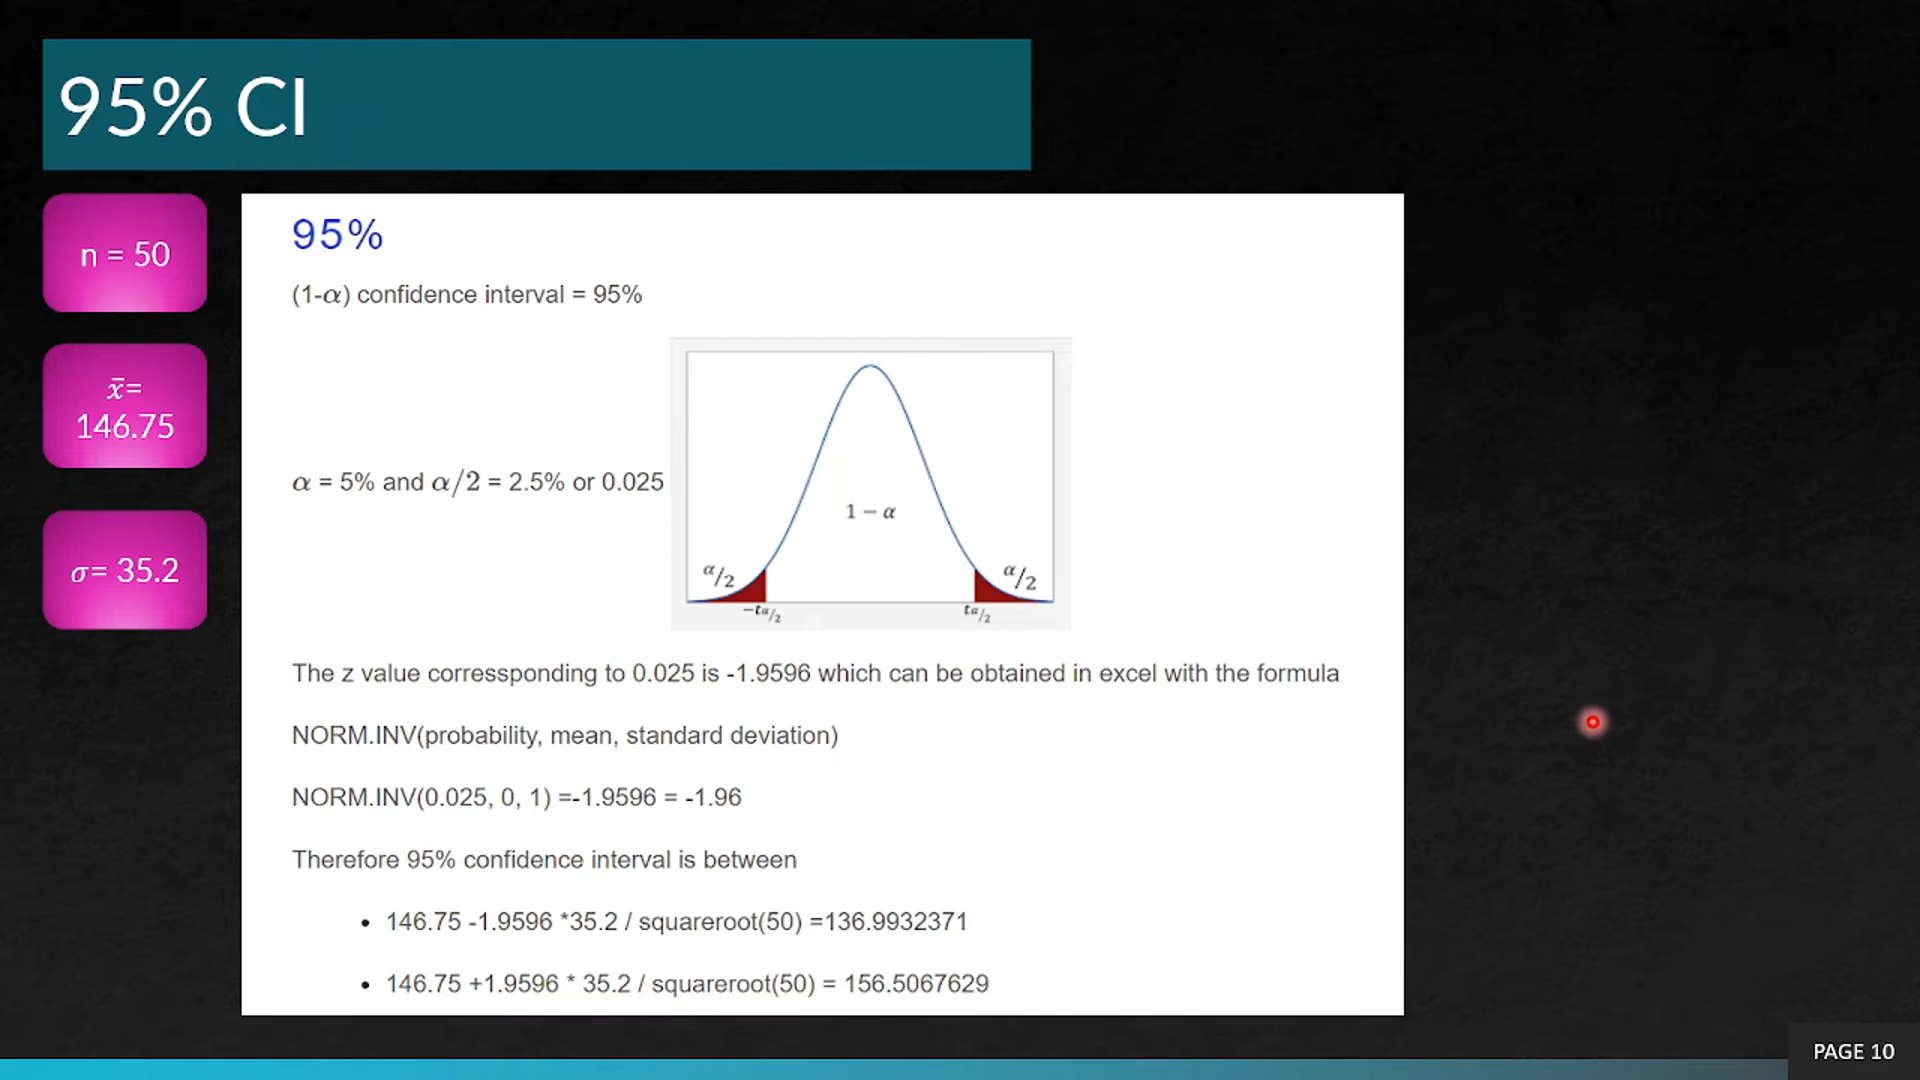 95% CI
n = 50
x̄=
146.75
σ= 35.2
95%
(1-α) confidence interval = 95%
α = 5% and α/2 = 2.5% or 0.025
1 − α
α/2
α/2
−tα/2
tα/2
The z value corressponding to 0.025 is -1.9596 which can be obtained in excel with the formula
NORM.INV(probability, mean, standard deviation)
NORM.INV(0.025, 0, 1) =-1.9596 = -1.96
Therefore 95% confidence interval is between
• 146.75 -1.9596 *35.2 / squareroot(50) =136.9932371
• 146.75 +1.9596 * 35.2 / squareroot(50) = 156.5067629
PAGE 10